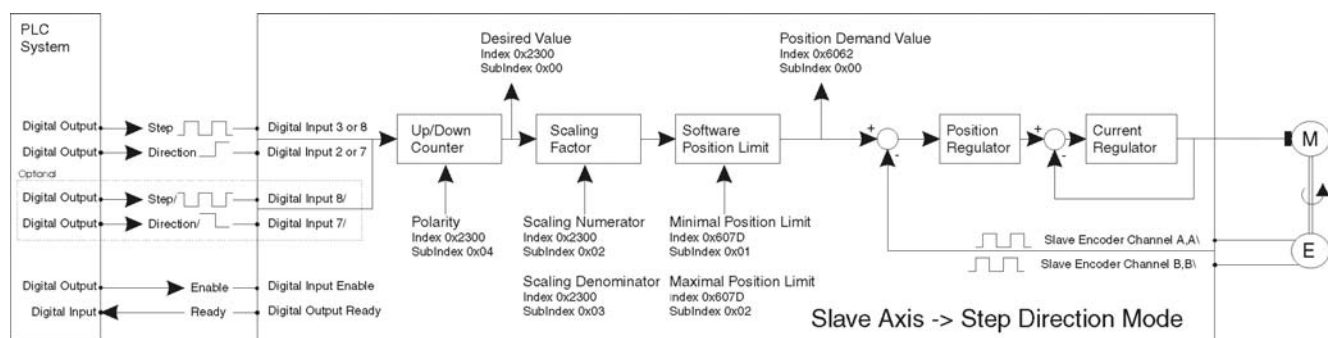 PLC
System
Desired Value
Index 0x2300
SubIndex 0x00
Position Demand Value
Index 0x6062
SubIndex 0x00
Digital Output
Step
Digital Input 3 or 8
Digital Output
Direction
Digital Input 2 or 7
Up/Down
Counter
Scaling
Factor
Software
Position Limit
+
-
Position
Regulator
+
-
Current
Regulator
M
Optional
Digital Output
Step/
Digital Input 8/
Digital Output
Direction/
Digital Input 7/
Polarity
Index 0x2300
SubIndex 0x04
Scaling Numerator
Index 0x2300
SubIndex 0x02
Minimal Position Limit
Index 0x607D
SubIndex 0x01
Slave Encoder Channel A,A\
Slave Encoder Channel B,B\
E
Digital Output
Enable
Digital Input Enable
Digital Input
Ready
Digital Output Ready
Scaling Denominator
Index 0x2300
SubIndex 0x03
Maximal Position Limit
Index 0x607D
SubIndex 0x02
Slave Axis -> Step Direction Mode